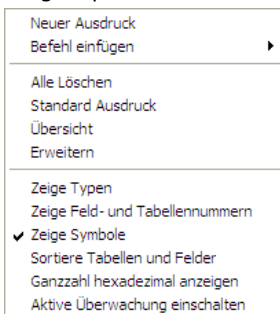 Neuer Ausdruck
Befehl einfügen
Alle Löschen
Standard Ausdruck
Übersicht
Erweitern
Zeige Typen
Zeige Feld- und Tabellennummern
Zeige Symbole
Sortiere Tabellen und Felder
Ganzzahl hexadezimal anzeigen
Aktive Überwachung einschalten